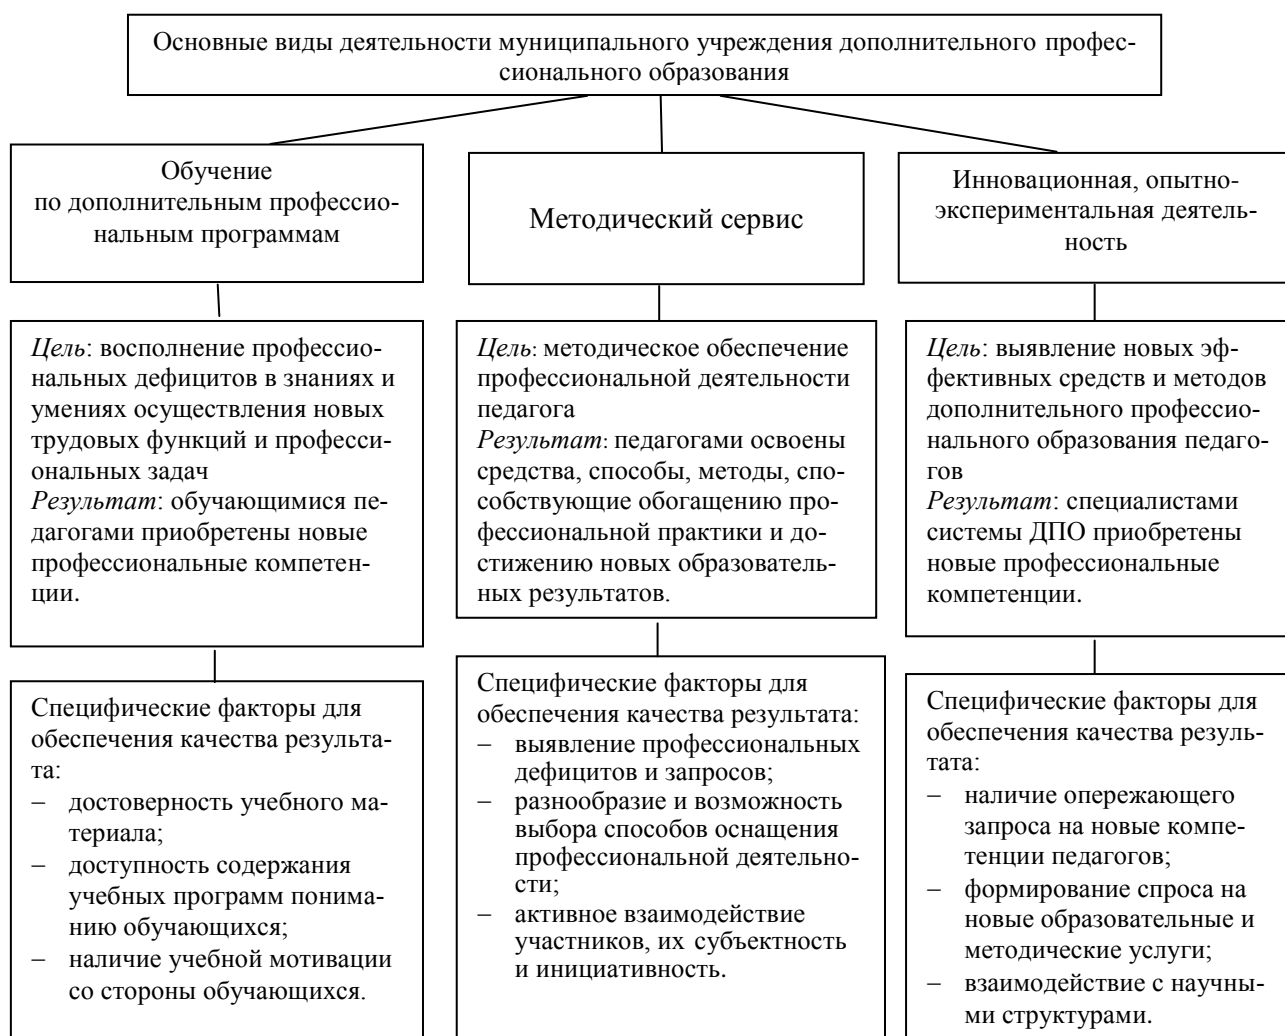 Основные виды деятельности муниципального учреждения дополнительного профес-
сионального образования
Обучение
по дополнительным профессио-
нальным программам
Методический сервис
Инновационная, опытно-
экспериментальная деятель-
ность
Цель: восполнение профессио-
нальных дефицитов в знаниях и
умениях осуществления новых
трудовых функций и професси-
ональных задач
Результат: обучающимися пе-
дагогами приобретены новые
профессиональные компетен-
ции.
Цель: методическое обеспечение
профессиональной деятельности
педагога
Результат: педагогами освоены
средства, способы, методы, спо-
собствующие обогащению про-
фессиональной практики и до-
стижению новых образователь-
ных результатов.
Цель: выявление новых эф-
фективных средств и методов
дополнительного профессио-
нального образования педаго-
гов
Результат: специалистами
системы ДПО приобретены
новые профессиональные
компетенции.
Специфические факторы для
обеспечения качества результа-
та:
– достоверность учебного ма-
териала;
– доступность содержания
учебных программ понима-
нию обучающихся;
– наличие учебной мотивации
со стороны обучающихся.
Специфические факторы для
обеспечения качества результата:
– выявление профессиональных
дефицитов и запросов;
– разнообразие и возможность
выбора способов оснащения
профессиональной деятельно-
сти;
– активное взаимодействие
участников, их субъектность
и инициативность.
Специфические факторы для
обеспечения качества резуль-
тата:
– наличие опережающего
запроса на новые компе-
тенции педагогов;
– формирование спроса на
новые образовательные и
методические услуги;
– взаимодействие с научны-
ми структурами.